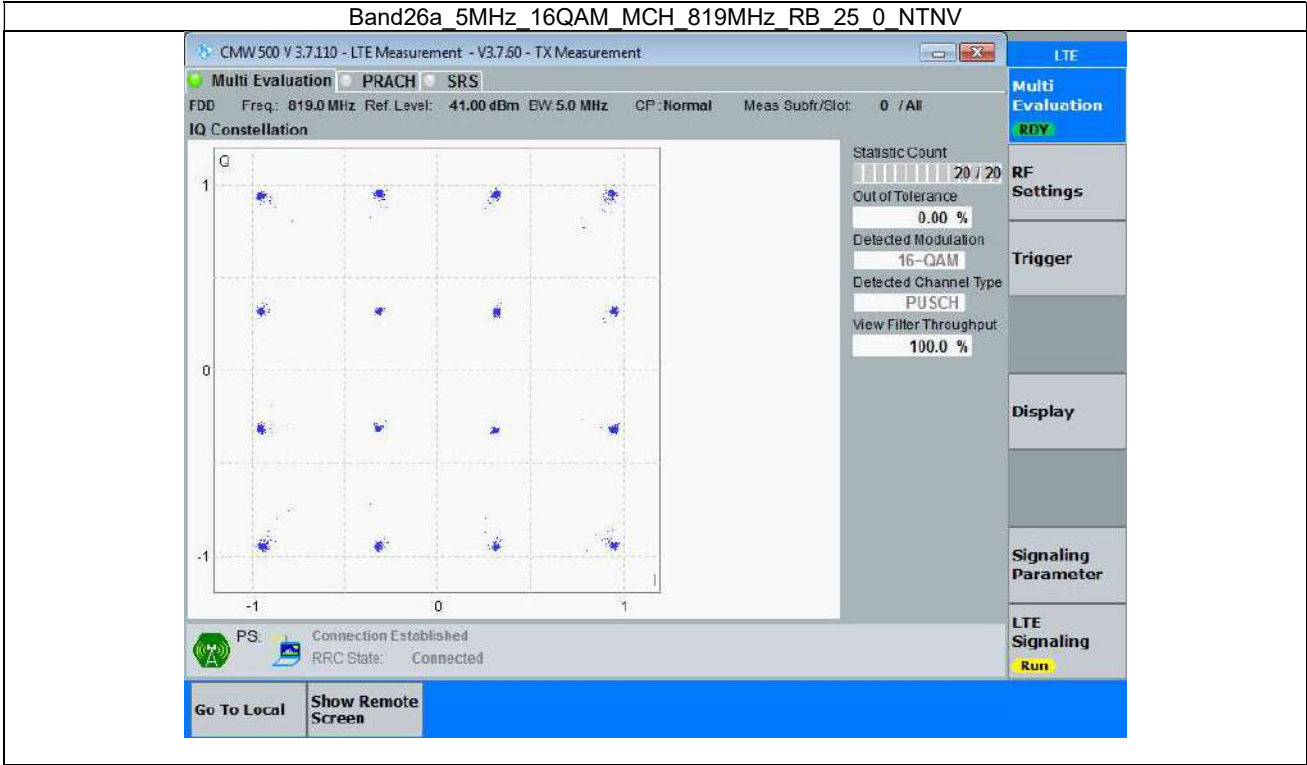 Band26a_5MHz_16QAM_MCH_819MHz_RB_25_0_NTNV
CMW 500 V 3.7.110 - LTE Measurement - V3.7.60 - TX Measurement
LTE
Multi Evaluation PRACH SRS
FDD Freq.: 819.0 MHz Ref. Level: 41.00 dBm BW: 5.0 MHz CP: Normal Meas Subfr/Slot: 0 / All
IQ Constellation
Q
1
0
-1
-1 0 1
I
Statistic Count
20 / 20
Out of Tolerance
0.00 %
Detected Modulation
16-QAM
Detected Channel Type
PUSCH
View Filter Throughput
100.0 %
Multi
Evaluation
RDY
RF
Settings
Trigger
Display
Signaling
Parameter
LTE
Signaling
Run
PS: Connection Established
RRC State: Connected
Go To Local
Show Remote
Screen